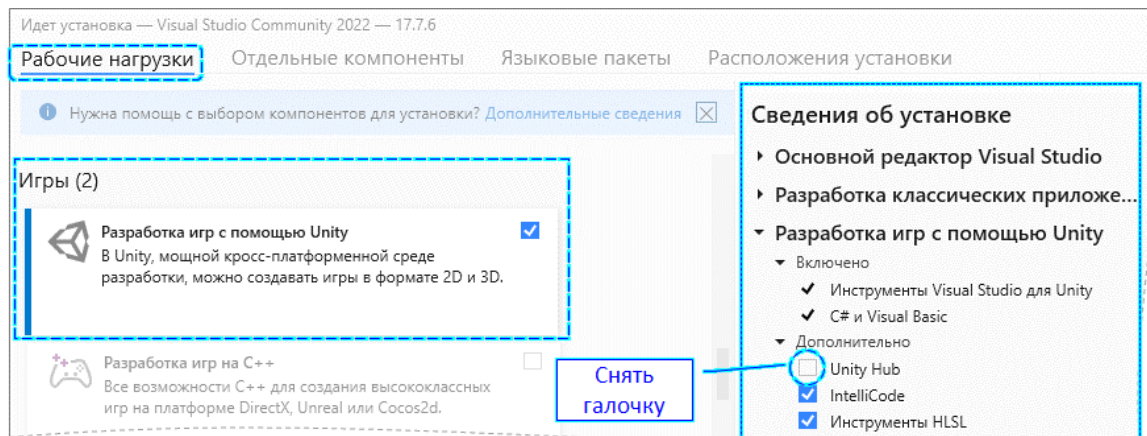 Идет установка — Visual Studio Community 2022 — 17.7.6
Рабочие нагрузки Отдельные компоненты Языковые пакеты Расположения установки
Нужна помощь с выбором компонентов для установки? Дополнительные сведения
Игры (2)
Разработка игр с помощью Unity
В Unity, мощной кросс-платформенной среде
разработки, можно создавать игры в формате 2D и 3D.
Разработка игр на C++
Все возможности C++ для создания высококлассных
игр на платформе DirectX, Unreal или Cocos2d.
Снять
галочку
Сведения об установке
Основной редактор Visual Studio
Разработка классических приложе...
Разработка игр с помощью Unity
Включено
Инструменты Visual Studio для Unity
C# и Visual Basic
Дополнительно
Unity Hub
IntelliCode
Инструменты HLSL